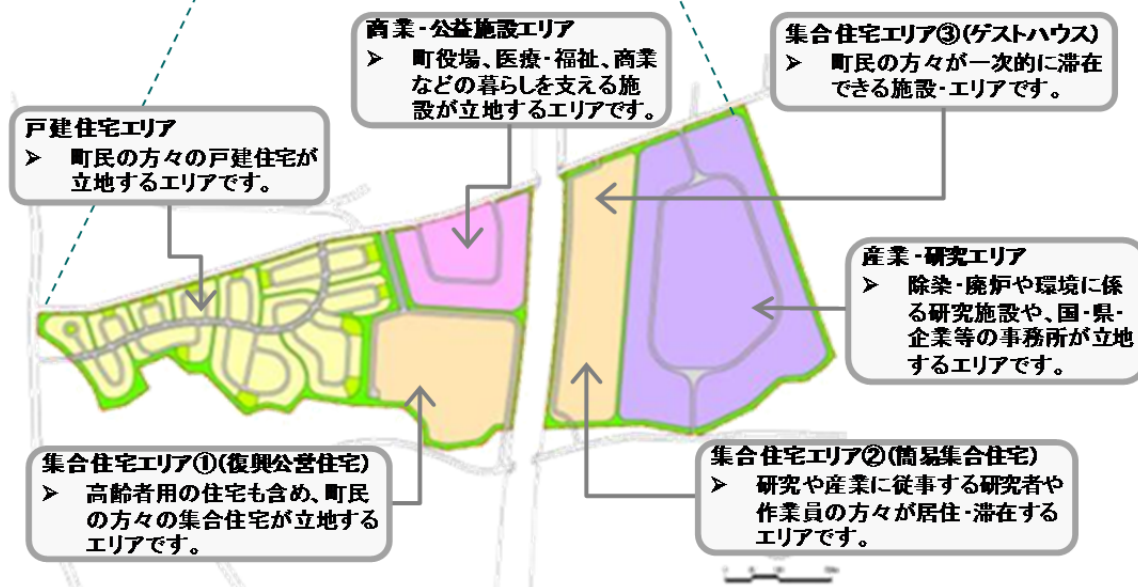 商業・公益施設エリア
➢ 町役場、医療・福祉、商業
などの暮らしを支える施
設が立地するエリアです。
集合住宅エリア③(ゲストハウス)
➢ 町民の方々が一次的に滞在
できる施設・エリアです。
戸建住宅エリア
➢ 町民の方々の戸建住宅が
立地するエリアです。
産業・研究エリア
➢ 除染・廃炉や環境に係
る研究施設や、国・県・
企業等の事務所が立地
するエリアです。
集合住宅エリア①(復興公営住宅)
➢ 高齢者用の住宅も含め、町民
の方々の集合住宅が立地する
エリアです。
集合住宅エリア②(簡易集合住宅)
➢ 研究や産業に従事する研究者や
作業員の方々が居住・滞在する
エリアです。